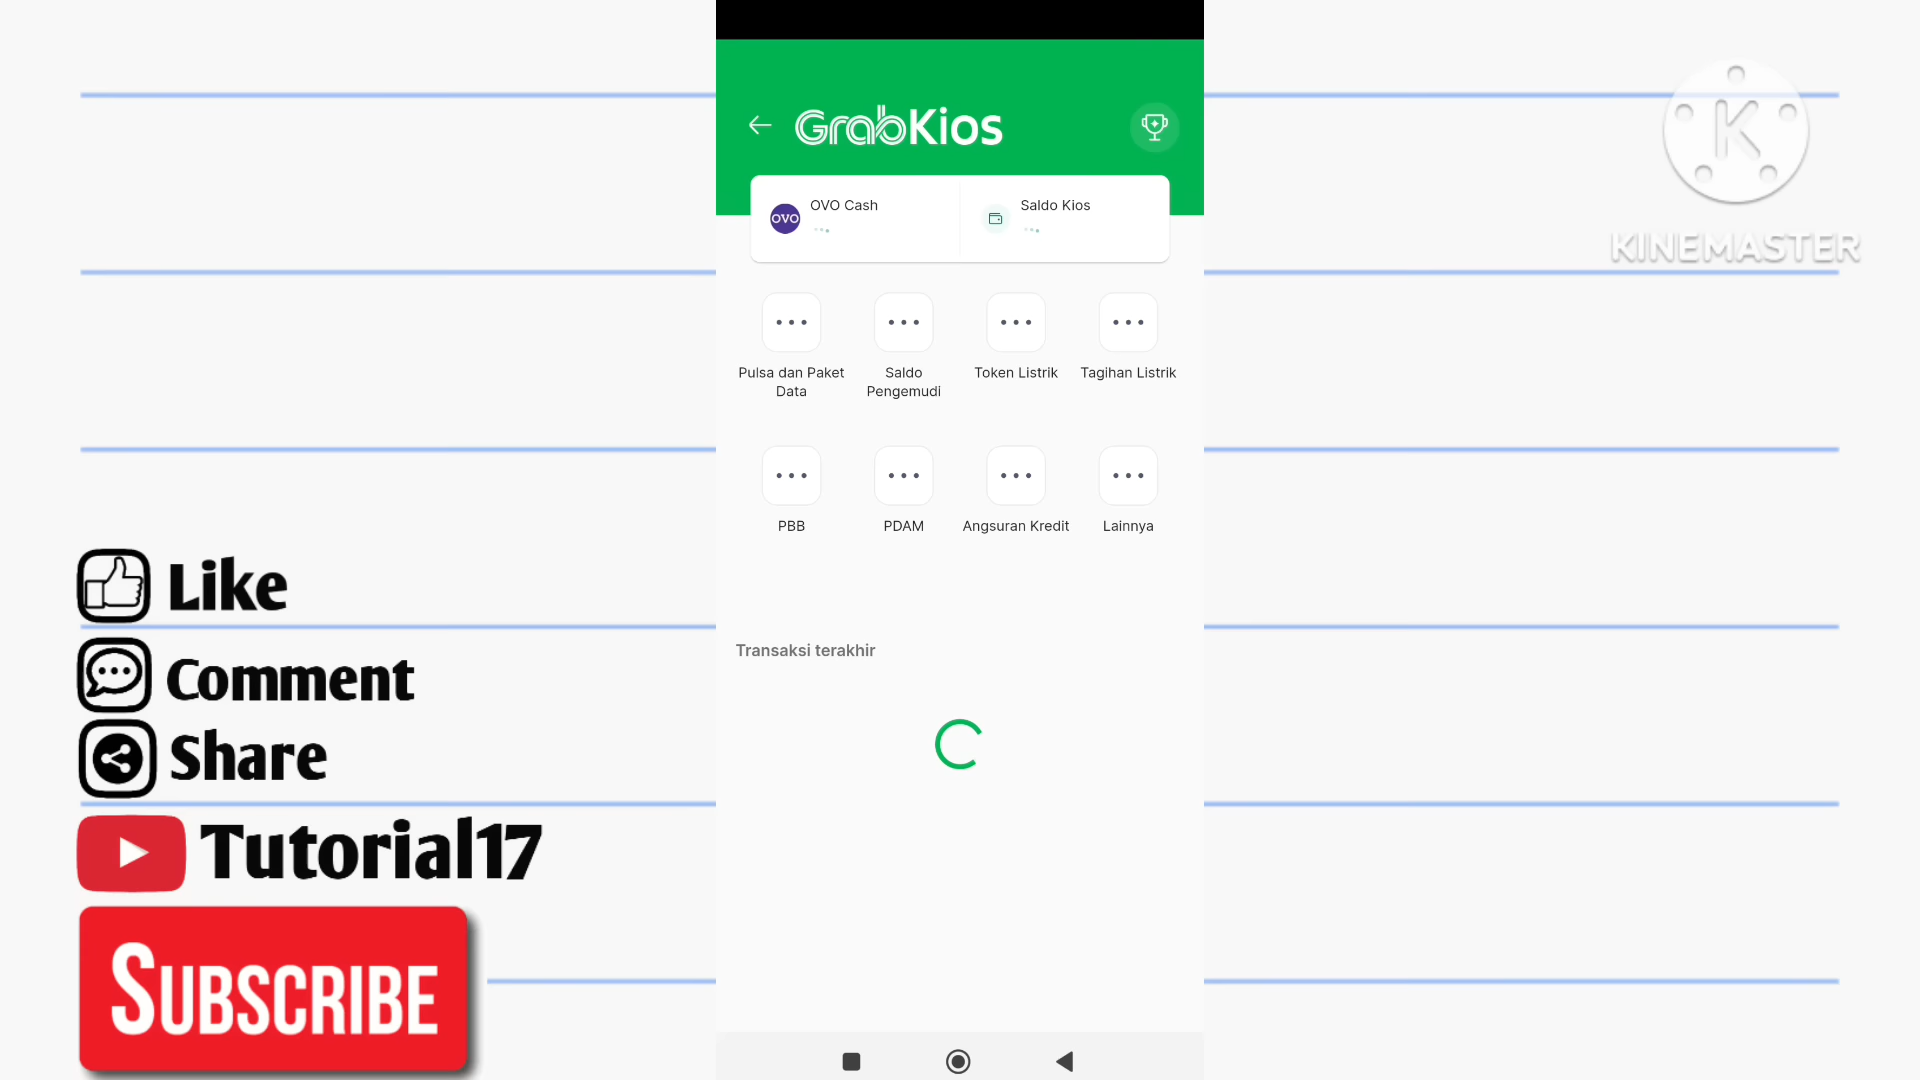 GrabKios
OVO
OVO Cash
Saldo Kios
Pulsa dan Paket
Data
Saldo
Pengemudi
Token Listrik
Tagihan Listrik
PBB
PDAM
Angsuran Kredit
Lainnya
Transaksi terakhir
K
KINEMASTER
Like
Comment
Share
Tutorial17
SUBSCRIBE